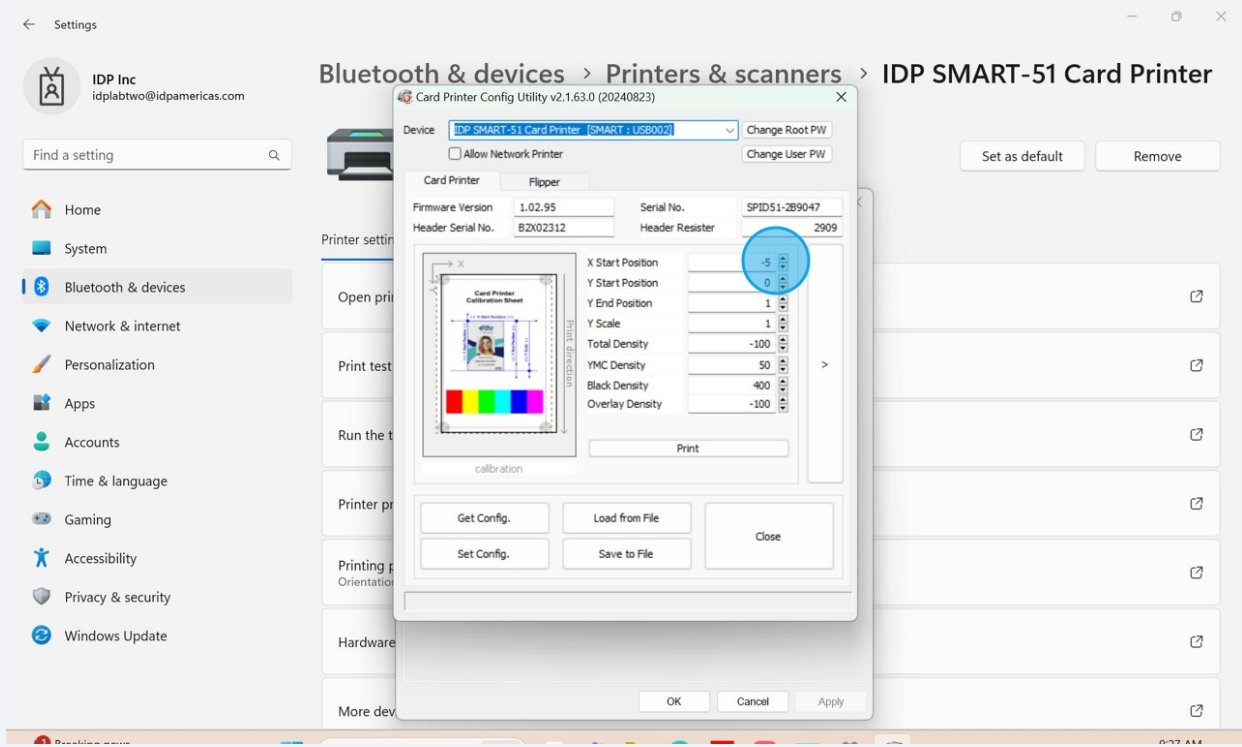 Settings
IDP Inc
idplabtwo@idpamericas.com
Find a setting
Home
System
Bluetooth & devices
Network & internet
Personalization
Apps
Accounts
Time & language
Gaming
Accessibility
Privacy & security
Windows Update
Bluetooth & devices > Printers & scanners > IDP SMART-51 Card Printer
Set as default
Remove
Printer settin
Open pri
Print test
Run the t
Printer pr
Printing p
Orientatio
Hardware
More dev
Card Printer Config Utility v2.1.63.0 (20240823)
Device IDP SMART-51 Card Printer [SMART : USB002] Change Root PW
Allow Network Printer Change User PW
Card Printer Flipper
Firmware Version 1.02.95 Serial No. SPID51-2B9047
Header Serial No. B2X02312 Header Resister 2909
X
Y
Card Printer
Calibration Sheet
Print direction
calibration
X Start Position -5
Y Start Position 0
Y End Position 1
Y Scale 1
Total Density -100
YMC Density 50
Black Density 400
Overlay Density -100
>
Print
Get Config. Load from File
Close
Set Config. Save to File
OK Cancel Apply
1
Breaking news
9:37 AM